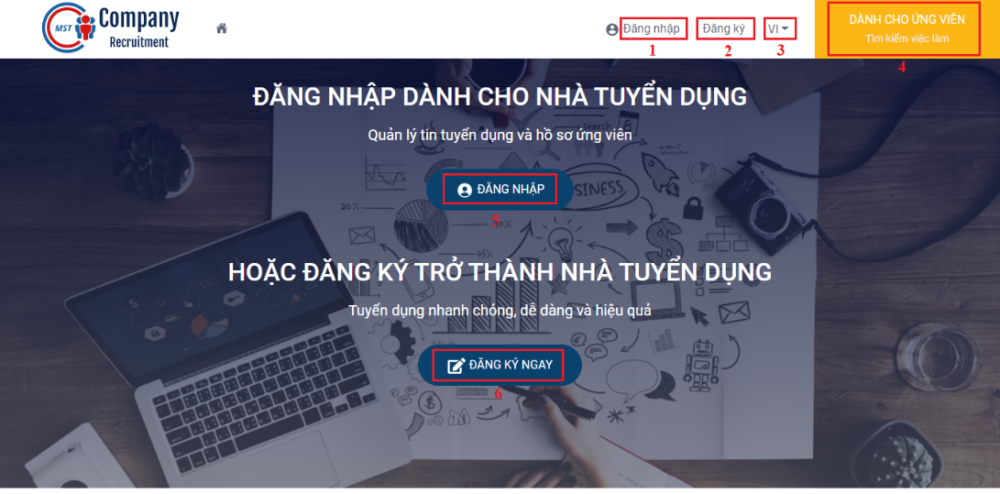 MST Company
Recruitment
Đăng nhập Đăng ký VI
DÀNH CHO ỨNG VIÊN
Tìm kiếm việc làm
1 2 3 4
ĐĂNG NHẬP DÀNH CHO NHÀ TUYỂN DỤNG
Quản lý tin tuyển dụng và hồ sơ ứng viên
ĐĂNG NHẬP
5
HOẶC ĐĂNG KÝ TRỞ THÀNH NHÀ TUYỂN DỤNG
Tuyển dụng nhanh chóng, dễ dàng và hiệu quả
ĐĂNG KÝ NGAY
6
search
SINESS
20%